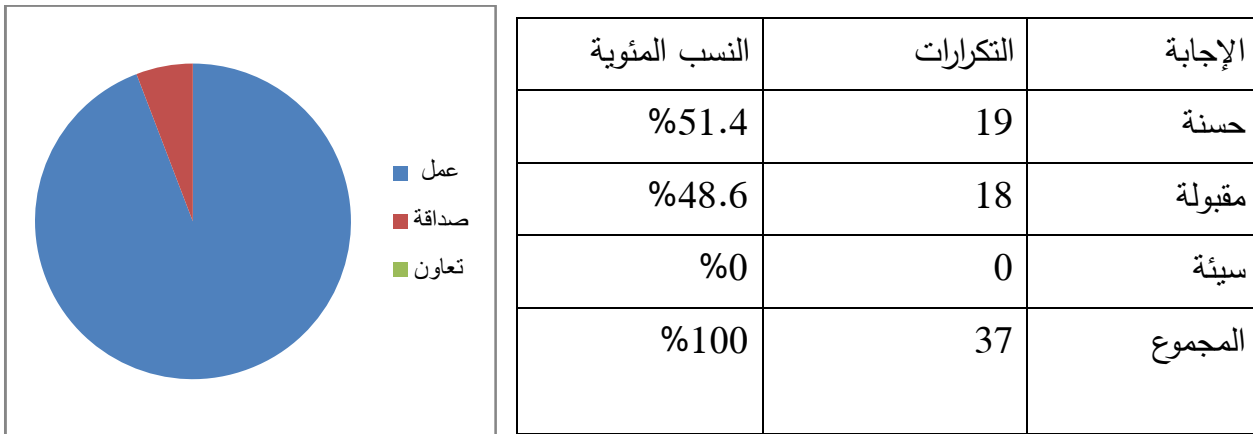 الإجابة التكرارات النسب المئوية
حسنة 19 %51.4
مقبولة 18 %48.6
سيئة 0 %0
المجموع 37 %100
عمل
صداقة
تعاون